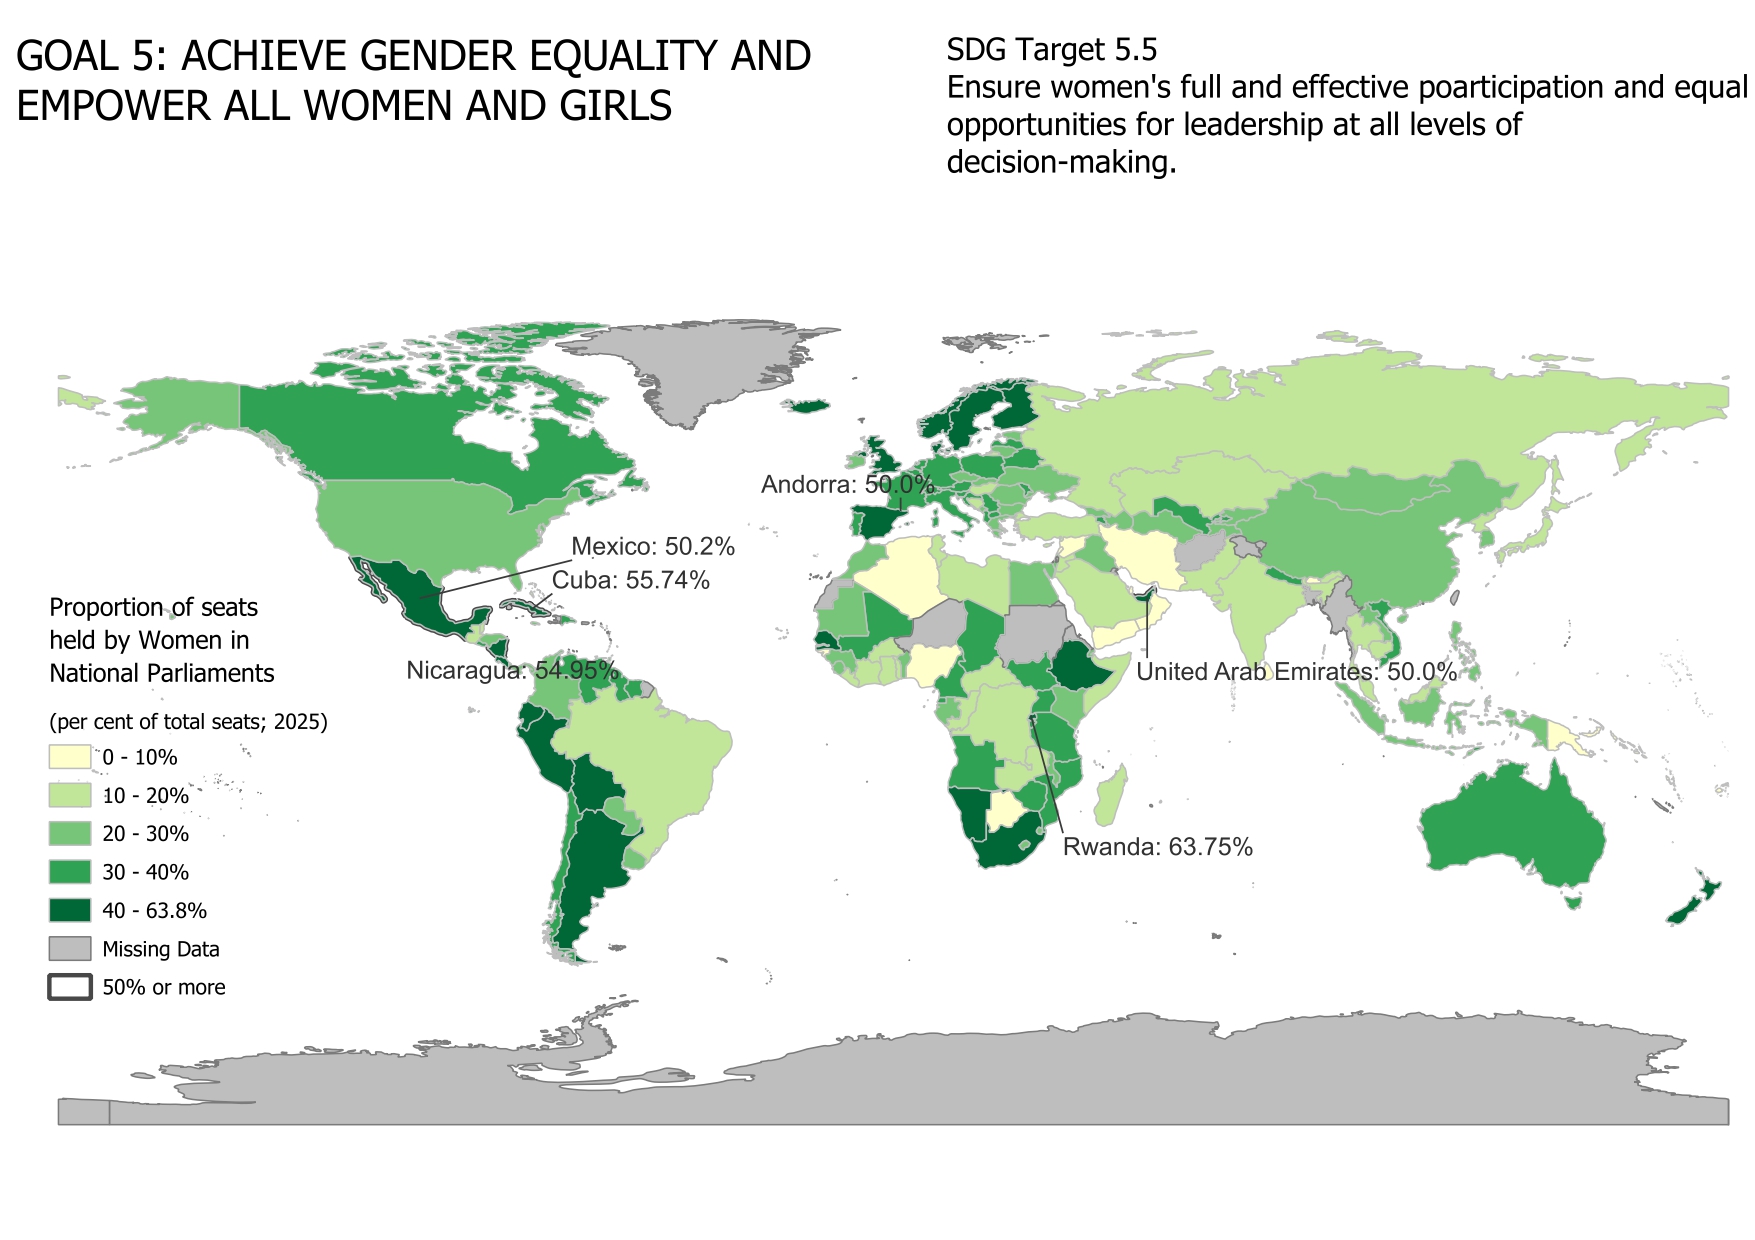 GOAL 5: ACHIEVE GENDER EQUALITY AND
EMPOWER ALL WOMEN AND GIRLS
SDG Target 5.5
Ensure women's full and effective poarticipation and equal
opportunities for leadership at all levels of
decision-making.
Andorra: 50.0%
Mexico: 50.2%
Cuba: 55.74%
Nicaragua: 54.95%
United Arab Emirates: 50.0%
Rwanda: 63.75%
Proportion of seats
held by Women in
National Parliaments
(per cent of total seats; 2025)
0 - 10%
10 - 20%
20 - 30%
30 - 40%
40 - 63.8%
Missing Data
50% or more